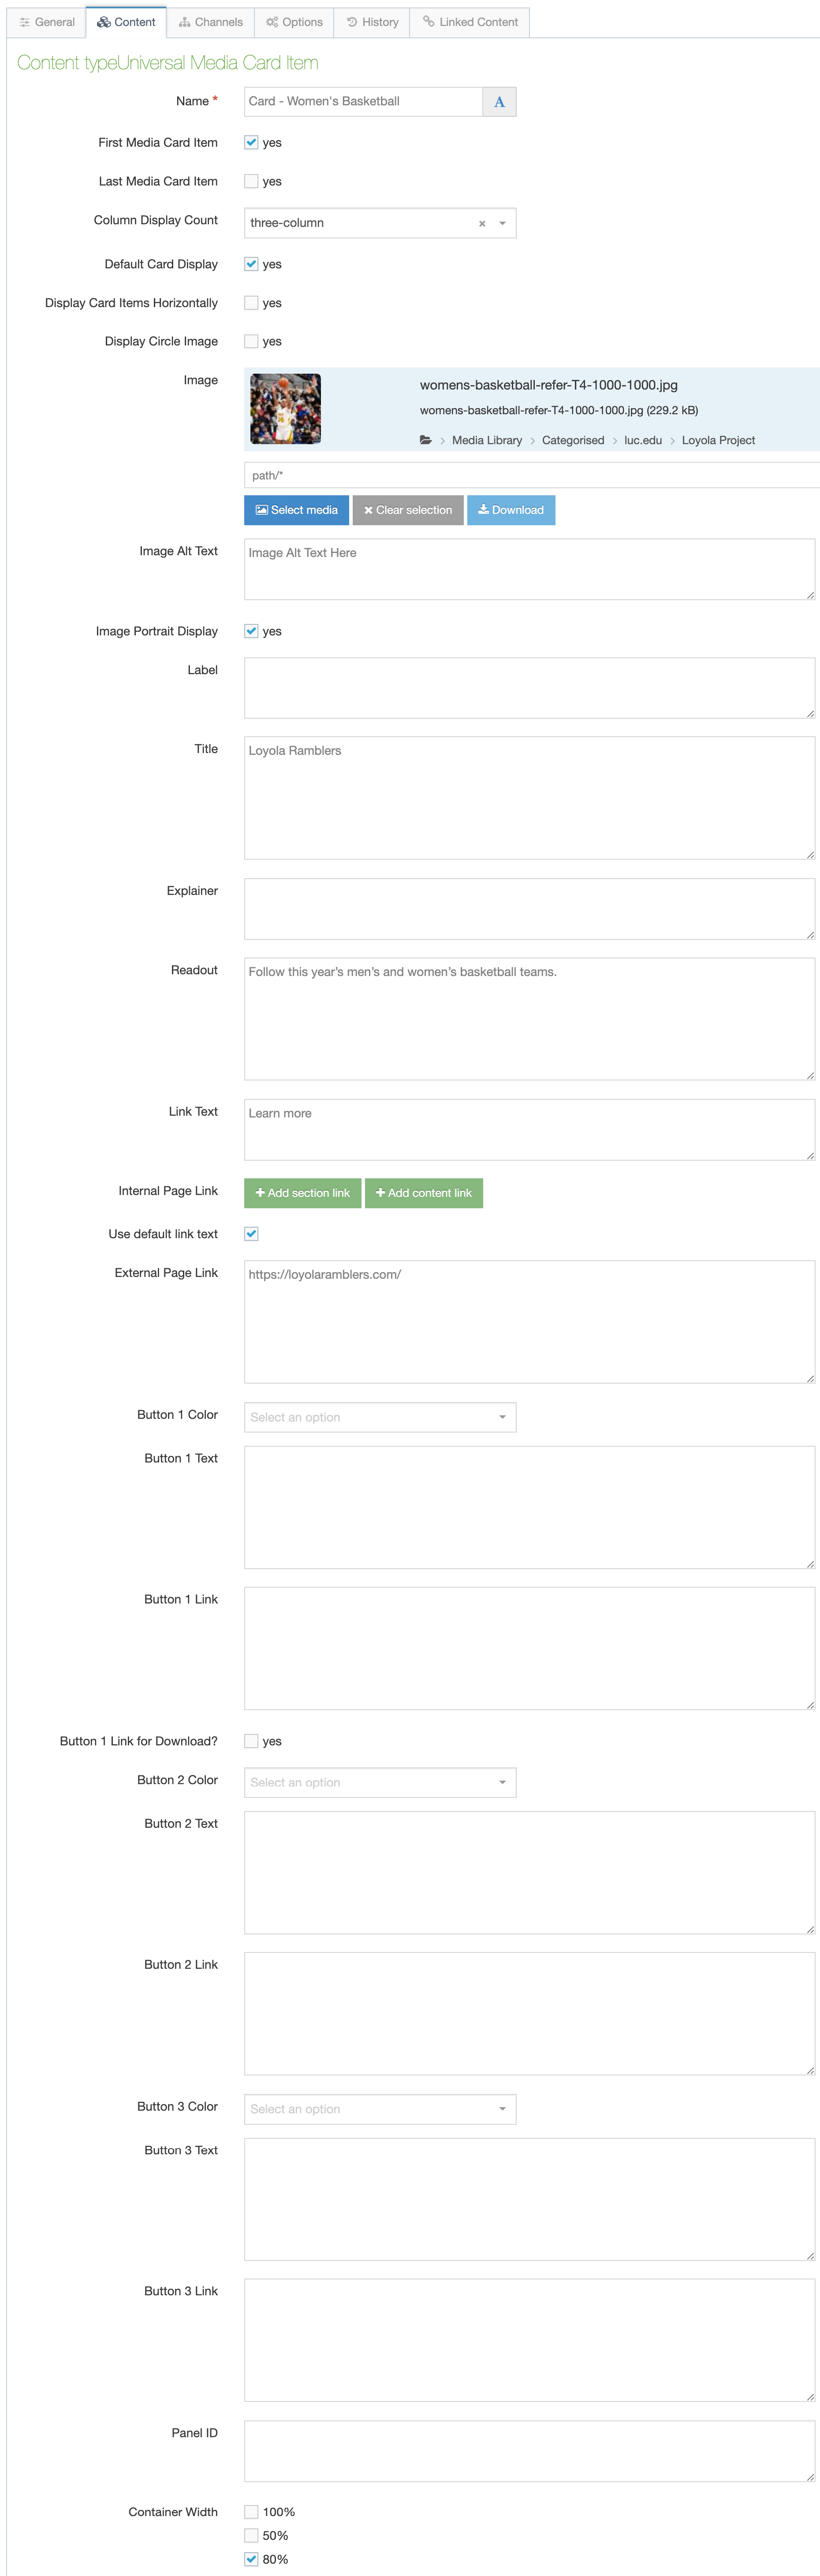 General Content Channels Options History Linked Content
Content typeUniversal Media Card Item
Name * Card - Women's Basketball A
First Media Card Item yes
Last Media Card Item yes
Column Display Count three-column ×
Default Card Display yes
Display Card Items Horizontally yes
Display Circle Image yes
Image womens-basketball-refer-T4-1000-1000.jpg
womens-basketball-refer-T4-1000-1000.jpg (229.2 kB)
> Media Library > Categorised > luc.edu > Loyola Project
path/*
Select media × Clear selection Download
Image Alt Text Image Alt Text Here
Image Portrait Display yes
Label
Title Loyola Ramblers
Explainer
Readout Follow this year’s men’s and women’s basketball teams.
Link Text Learn more
Internal Page Link + Add section link + Add content link
Use default link text
External Page Link https://loyolaramblers.com/
Button 1 Color Select an option
Button 1 Text
Button 1 Link
Button 1 Link for Download? yes
Button 2 Color Select an option
Button 2 Text
Button 2 Link
Button 3 Color Select an option
Button 3 Text
Button 3 Link
Panel ID
Container Width 100%
50%
80%